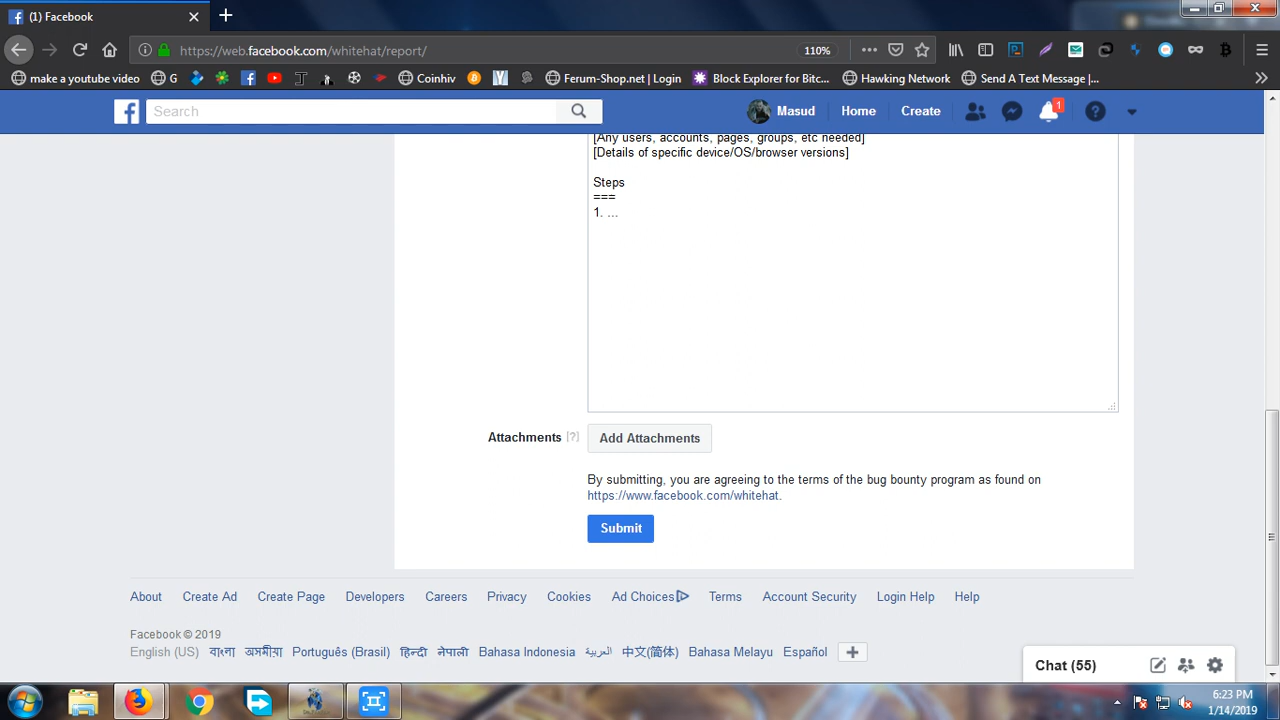 (1) Facebook
https://web.facebook.com/whitehat/report/
110%
make a youtube video
G
Coinhiv
Ferum-Shop.net | Login
Block Explorer for Bitc...
Hawking Network
Send A Text Message |...
Search
Masud
Home
Create
1
[Any users, accounts, pages, groups, etc needed]
[Details of specific device/OS/browser versions]
Steps
===
1. ...
Attachments [?]
Add Attachments
By submitting, you are agreeing to the terms of the bug bounty program as found on
https://www.facebook.com/whitehat.
Submit
About
Create Ad
Create Page
Developers
Careers
Privacy
Cookies
Ad Choices
Terms
Account Security
Login Help
Help
Facebook © 2019
English (US)
বাংলা
অসমীয়া
Português (Brasil)
हिन्दी
नेपाली
Bahasa Indonesia
العربية
中文(简体)
Bahasa Melayu
Español
Chat (55)
6:23 PM
1/14/2019